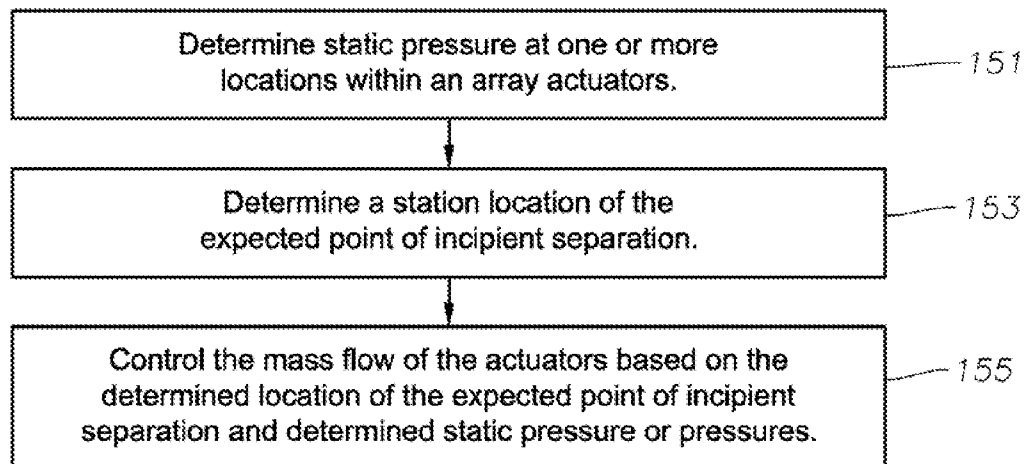 Determine static pressure at one or more
locations within an array actuators.
151
Determine a station location of the
expected point of incipient separation.
153
Control the mass flow of the actuators based on the
determined location of the expected point of incipient
separation and determined static pressure or pressures.
155